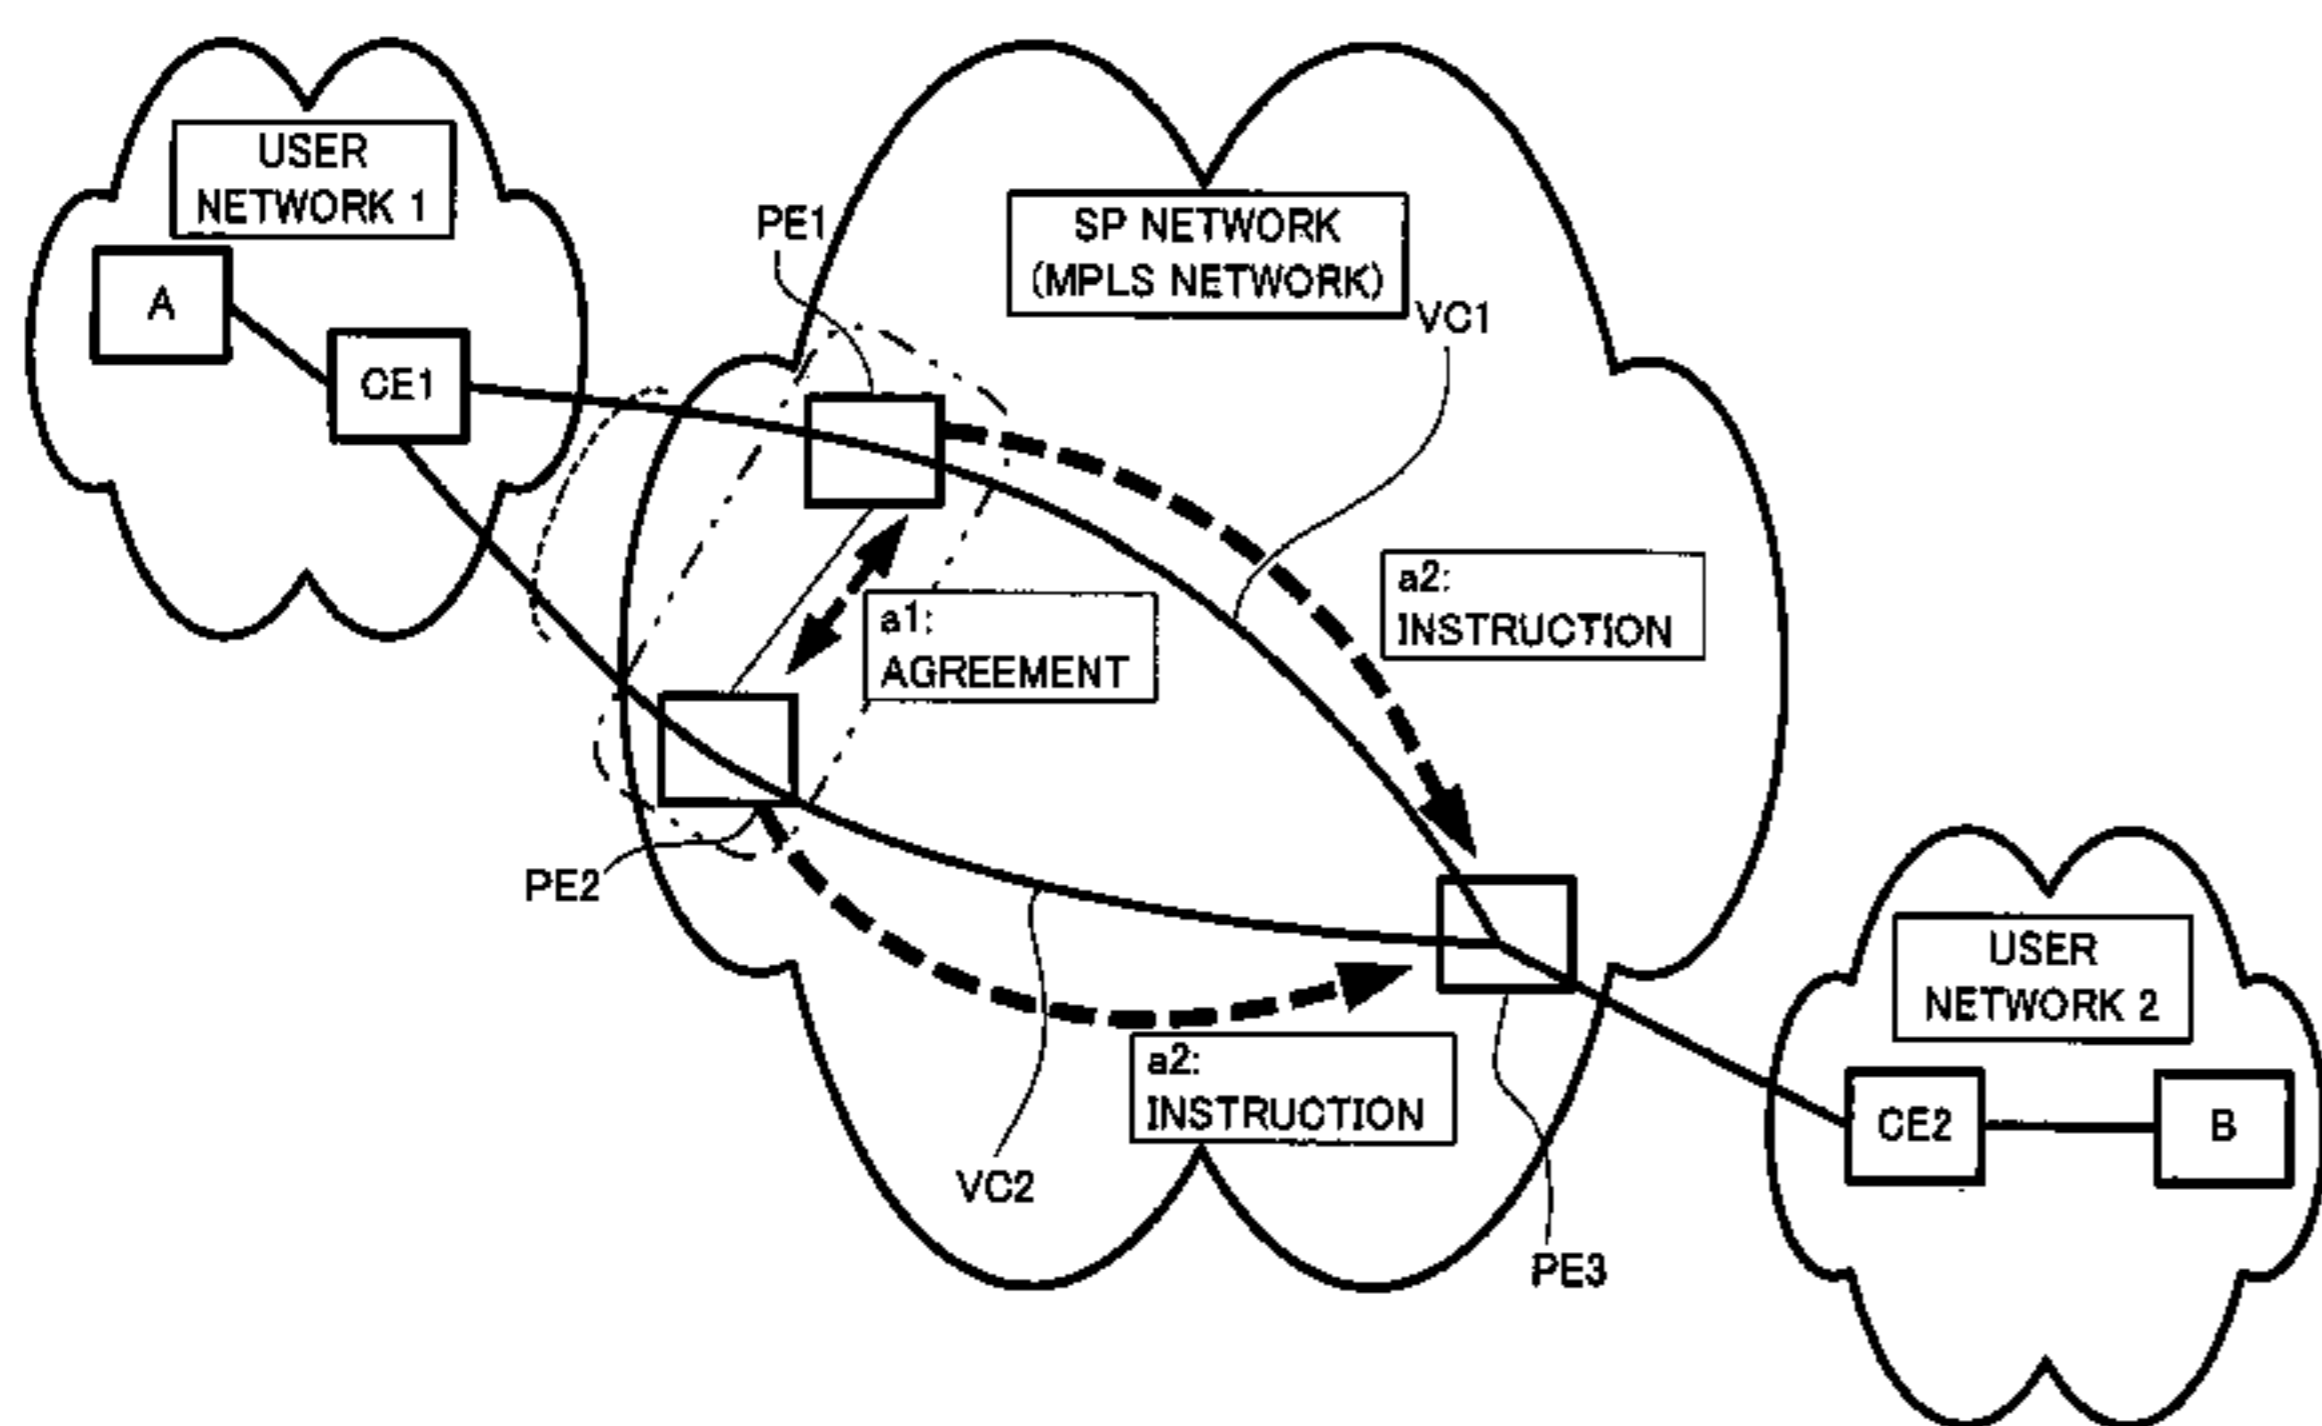 USER
NETWORK 1
A
CE1
PE1
SP NETWORK
(MPLS NETWORK)
VC1
a1:
AGREEMENT
a2:
INSTRUCTION
PE2
a2:
INSTRUCTION
VC2
PE3
USER
NETWORK 2
CE2
B